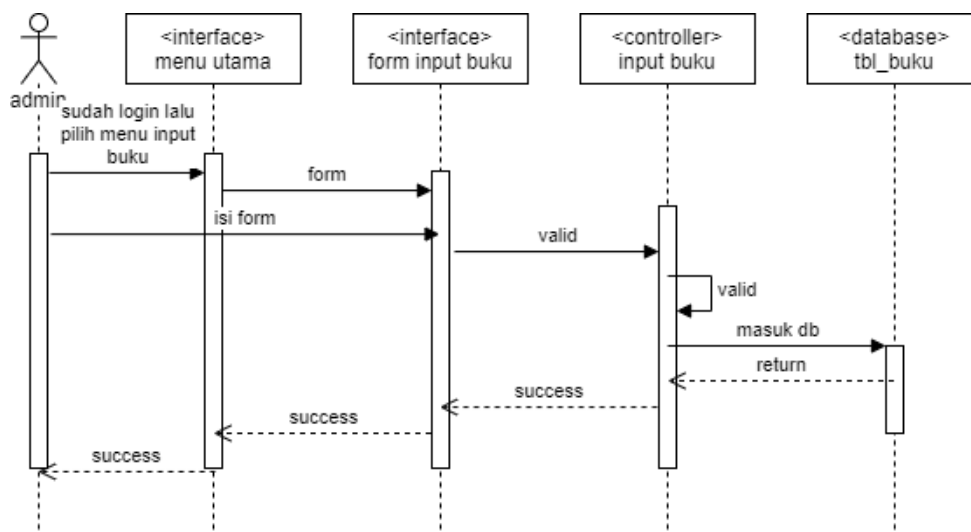 <interface>
menu utama
<interface>
form input buku
<controller>
input buku
<database>
tbl_buku
admin
sudah login lalu
pilih menu input
buku
form
isi form
valid
valid
masuk db
return
success
success
success